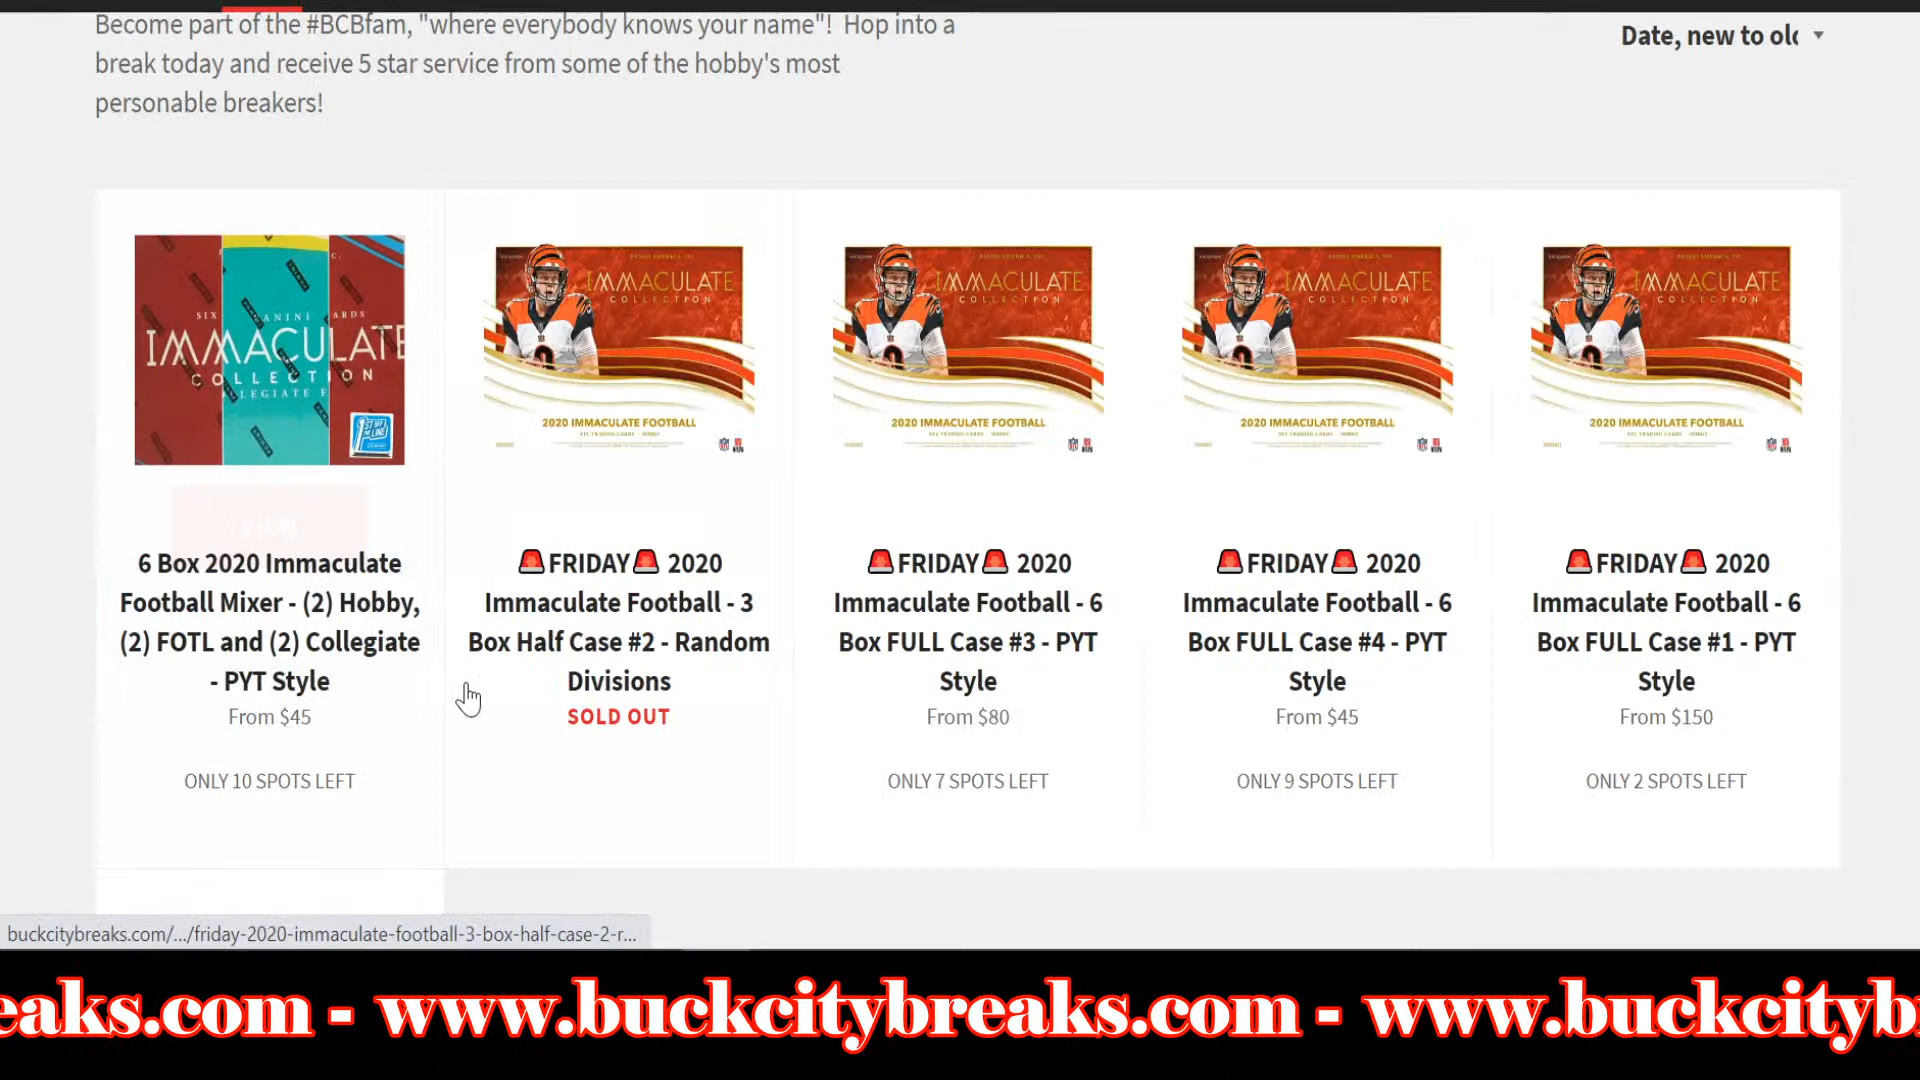 Become part of the #BCBfam, "where everybody knows your name"! Hop into a
break today and receive 5 star service from some of the hobby's most
personable breakers!
Date, new to old
SIX PANINI CARDS
IMMACULATE
COLLECTION
1ST OFF THE LINE
IMMACULATE
COLLECTION
2020 IMMACULATE FOOTBALL
IMMACULATE
COLLECTION
2020 IMMACULATE FOOTBALL
IMMACULATE
COLLECTION
2020 IMMACULATE FOOTBALL
IMMACULATE
COLLECTION
2020 IMMACULATE FOOTBALL
6 Box 2020 Immaculate
Football Mixer - (2) Hobby,
(2) FOTL and (2) Collegiate
- PYT Style
From $45
ONLY 10 SPOTS LEFT
🚨FRIDAY🚨 2020
Immaculate Football - 3
Box Half Case #2 - Random
Divisions
SOLD OUT
🚨FRIDAY🚨 2020
Immaculate Football - 6
Box FULL Case #3 - PYT
Style
From $80
ONLY 7 SPOTS LEFT
🚨FRIDAY🚨 2020
Immaculate Football - 6
Box FULL Case #4 - PYT
Style
From $45
ONLY 9 SPOTS LEFT
🚨FRIDAY🚨 2020
Immaculate Football - 6
Box FULL Case #1 - PYT
Style
From $150
ONLY 2 SPOTS LEFT
buckcitybreaks.com/.../friday-2020-immaculate-football-3-box-half-case-2-r...
eaks.com - www.buckcitybreaks.com - www.buckcityb